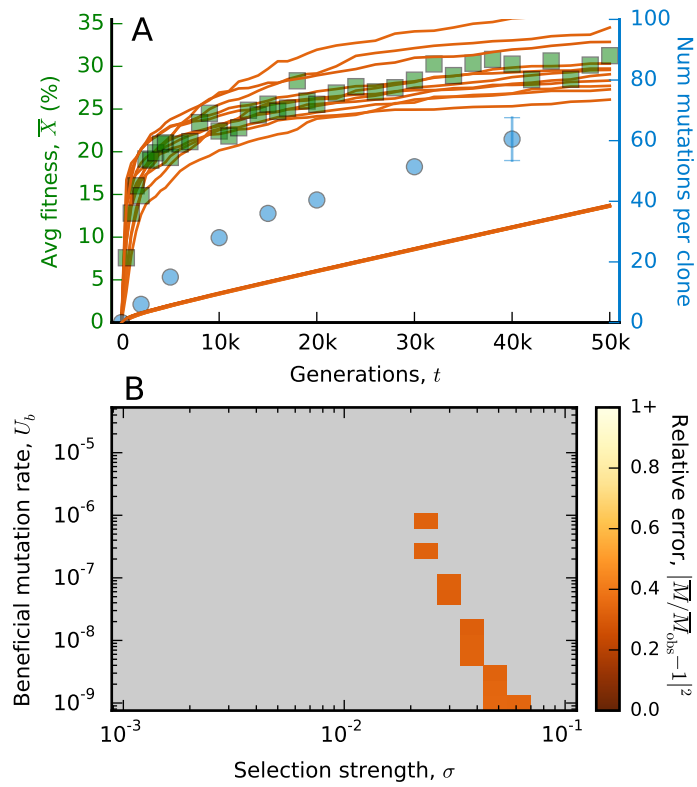 A
35
30
25
20
15
10
5
0
Avg fitness, X̅ (%)
100
80
60
40
20
0
Num mutations per clone
0 10k 20k 30k 40k 50k
Generations, t
B
10⁻⁵
10⁻⁶
10⁻⁷
10⁻⁸
10⁻⁹
Beneficial mutation rate, U_b
10⁻³ 10⁻² 10⁻¹
Selection strength, σ
1+
0.8
0.6
0.4
0.2
0.0
Relative error, |M̅/M̅_obs−1|²